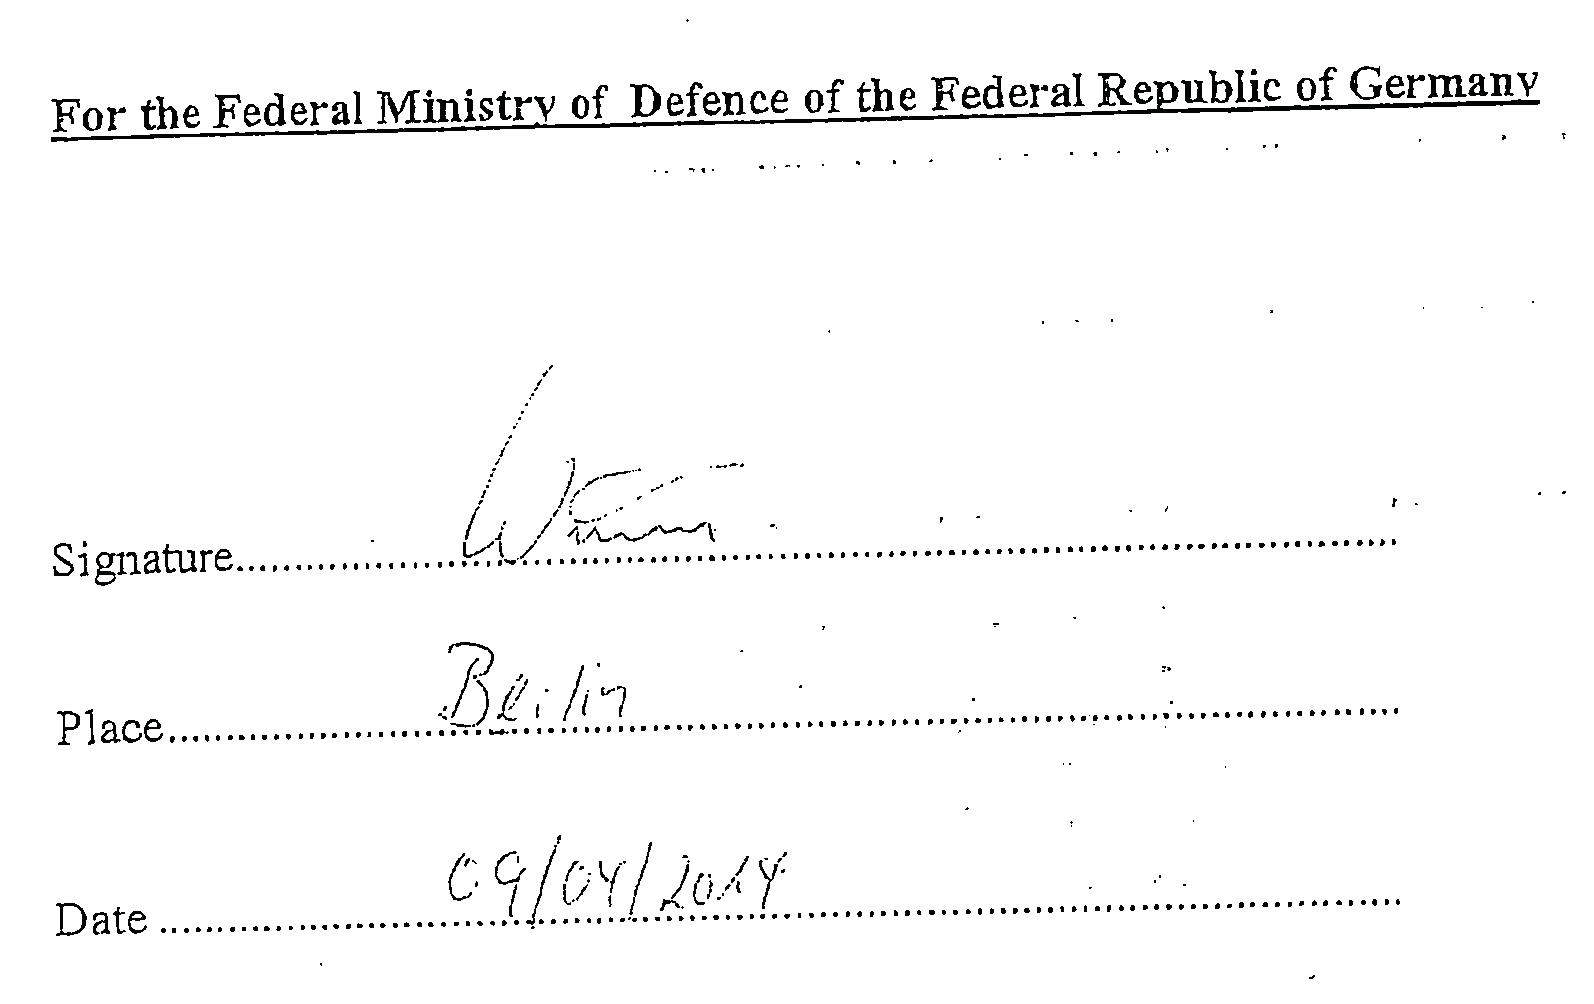 For the Federal Ministry of Defence of the Federal Republic of Germany
Signature
Place Berlin
Date 09/04/2014